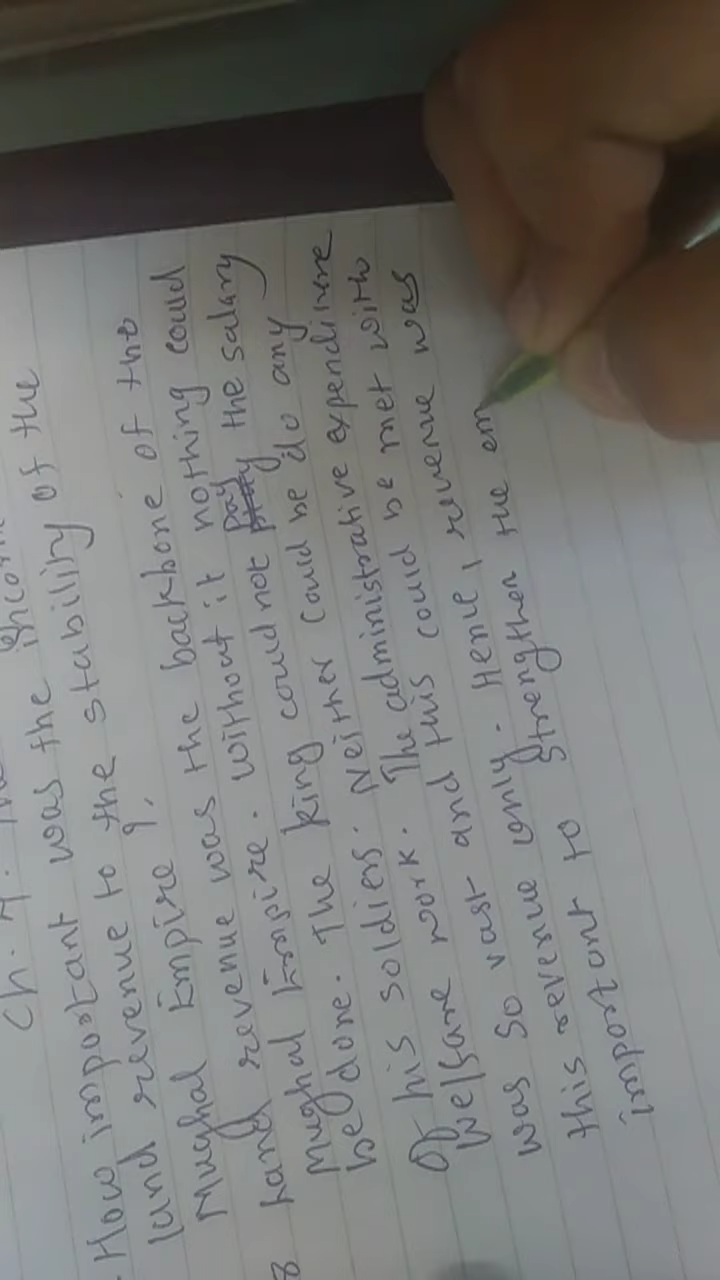 Ch. 4. The
How important was the income of the
land revenue to the stability of the
Mughal Empire ?
Land revenue was the backbone of the
Mughal Empire. without it nothing could
be done. The king could not pay the salary
of his soldiers. Neither could he do any
welfare work. The administrative expenditure
was so vast and this could be met with
this revenue only. Hence, revenue was
important to strengthen the em